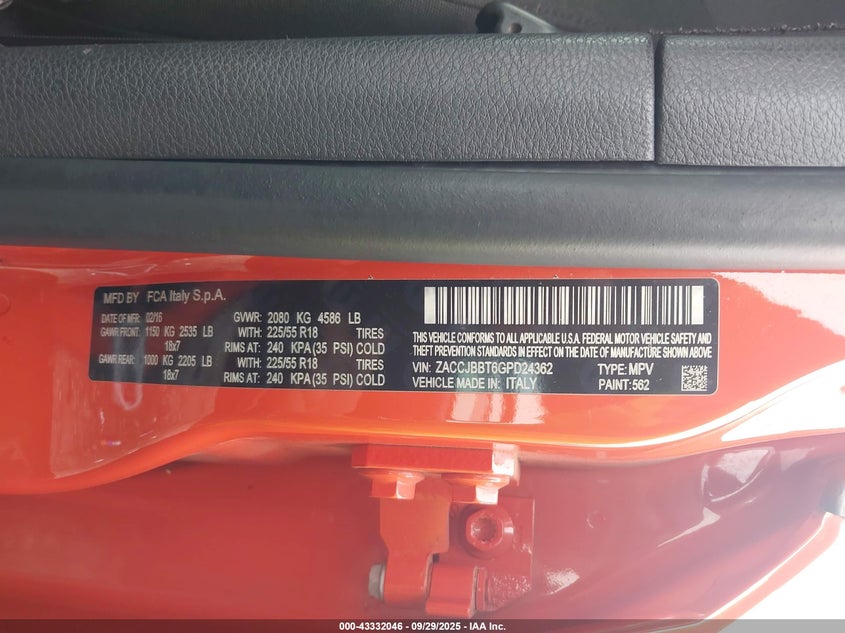 MFD BY FCA Italy S.p.A.
DATE OF MFR: 02/16 GVWR: 2080 KG 4586 LB
GAWR FRONT: 1150 KG 2535 LB WITH: 225/55 R18 TIRES
18x7 RIMS AT: 240 KPA (35 PSI) COLD
GAWR REAR: 1000 KG 2205 LB WITH: 225/55 R18 TIRES
18x7 RIMS AT: 240 KPA (35 PSI) COLD
THIS VEHICLE CONFORMS TO ALL APPLICABLE U.S.A. FEDERAL MOTOR VEHICLE SAFETY AND
THEFT PREVENTION STANDARDS IN EFFECT ON THE DATE OF MANUFACTURE SHOWN ABOVE.
VIN: ZACCJBBT6GPD24362 TYPE: MPV
VEHICLE MADE IN: ITALY PAINT: 562
000-43332046 - 09/29/2025 - IAA Inc.